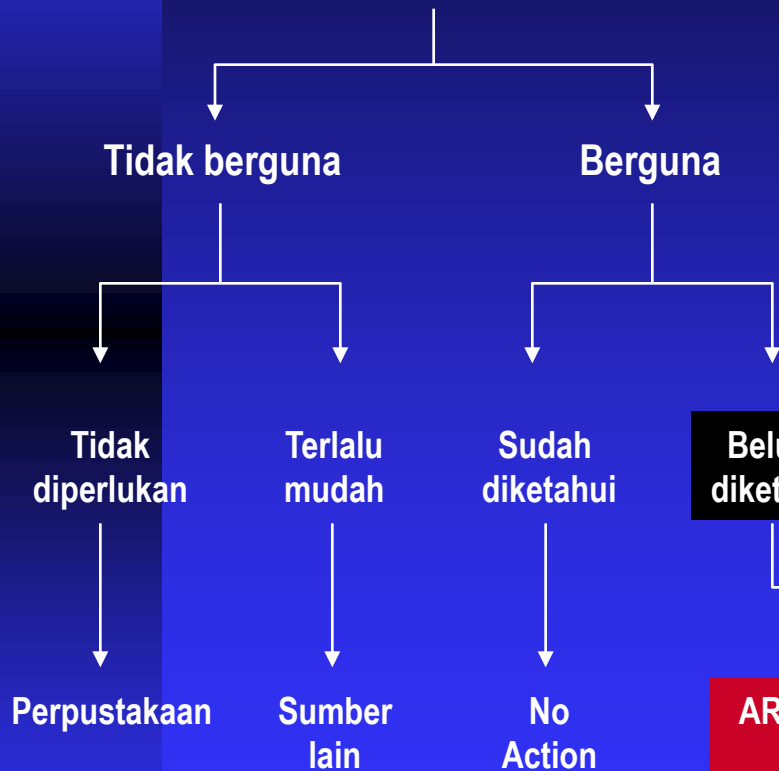 Tidak berguna
Berguna
Tidak
diperlukan
Terlalu
mudah
Sudah
diketahui
Perpustakaan
Sumber
lain
No
Action